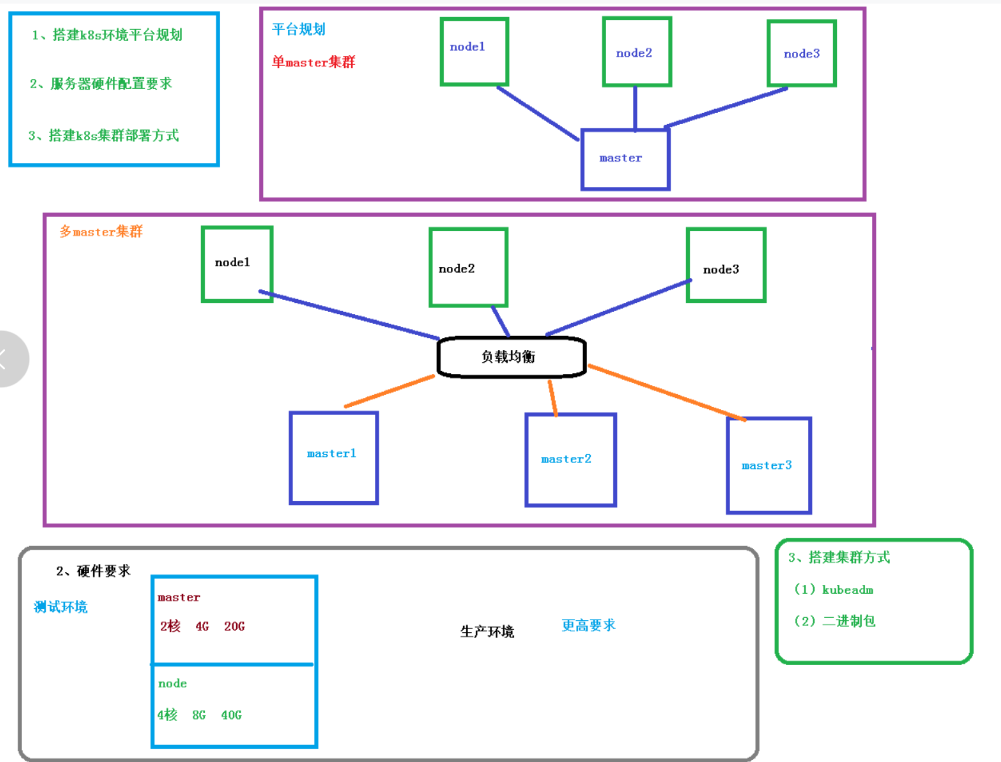 1、搭建k8s环境平台规划
2、服务器硬件配置要求
3、搭建k8s集群部署方式
平台规划
单master集群
node1
node2
node3
master
多master集群
node1
node2
node3
负载均衡
master1
master2
master3
2、硬件要求
测试环境
master
2核 4G 20G
node
4核 8G 40G
生产环境
更高要求
3、搭建集群方式
（1）kubeadm
（2）二进制包